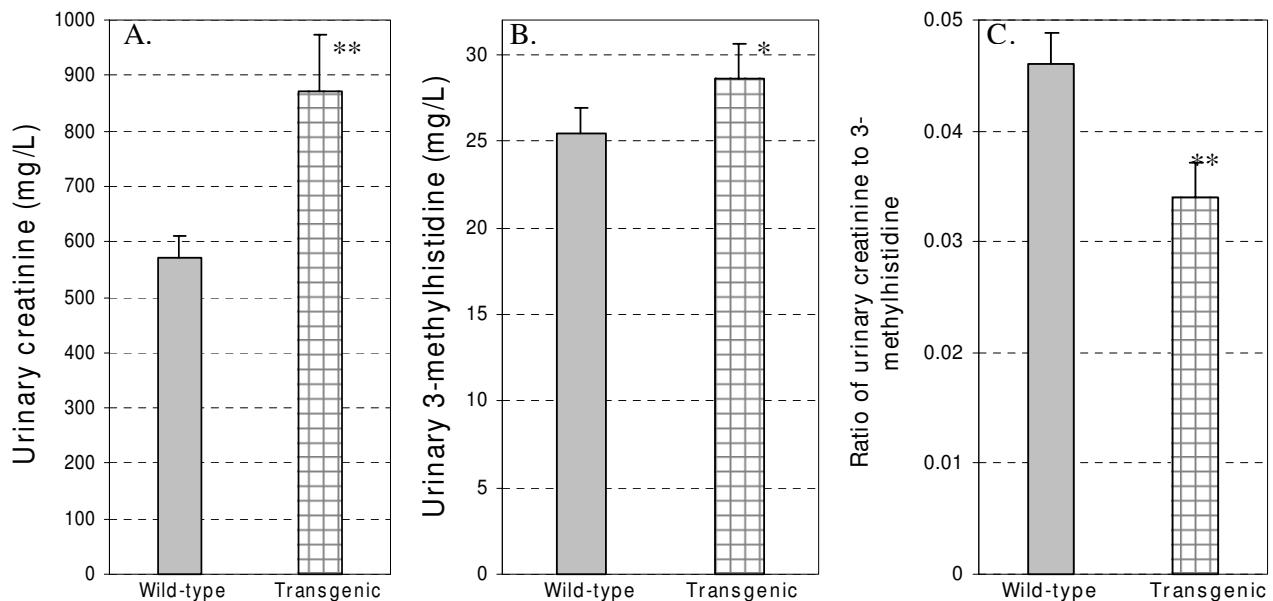 A.
Urinary creatinine (mg/L)
1000
900
800
700
600
500
400
300
200
100
0
**
Wild-type Transgenic
B.
Urinary 3-methylhistidine (mg/L)
30
25
20
15
10
5
0
*
Wild-type Transgenic
C.
Ratio of urinary creatinine to 3-
methylhistidine
0.05
0.04
0.03
0.02
0.01
0
**
Wild-type Transgenic